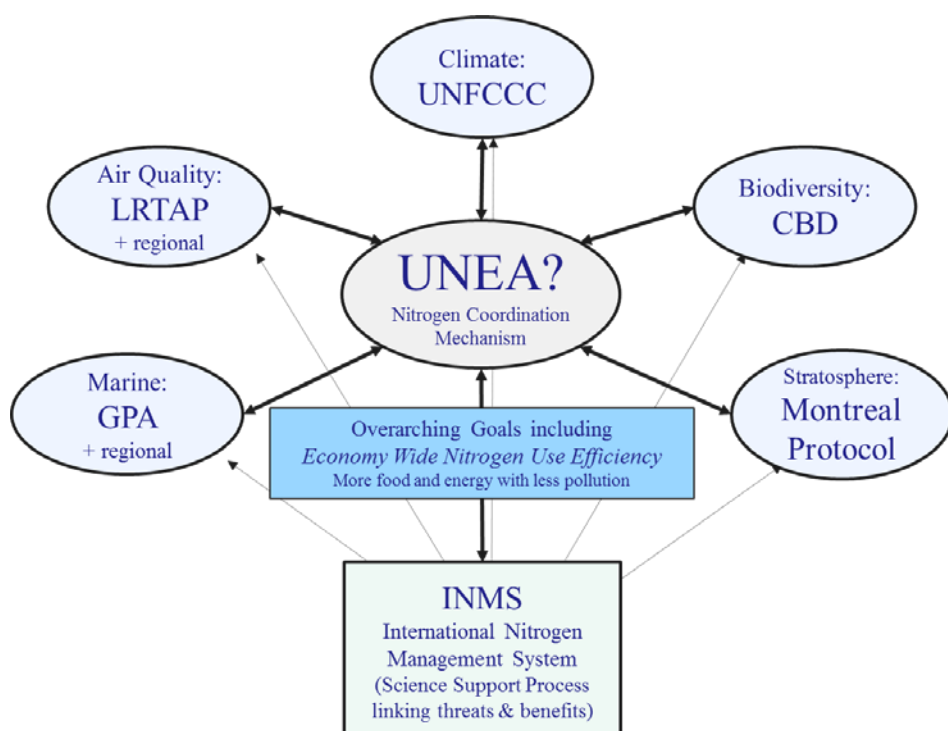 Climate:
UNFCCC
Air Quality:
LRTAP
+ regional
Biodiversity:
CBD
UNEA?
Nitrogen Coordination
Mechanism
Marine:
GPA
+ regional
Stratosphere:
Montreal
Protocol
Overarching Goals including
Economy Wide Nitrogen Use Efficiency
More food and energy with less pollution
INMS
International Nitrogen
Management System
(Science Support Process
linking threats & benefits)